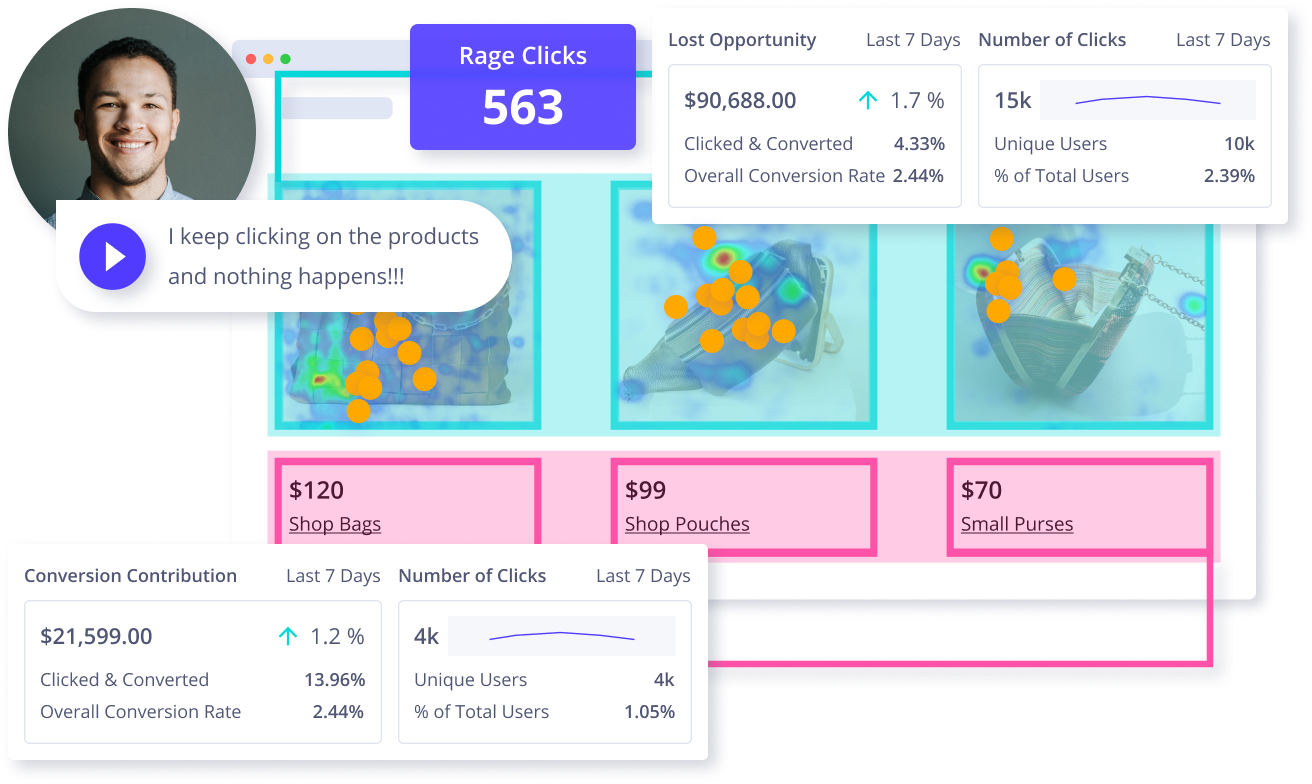 Rage Clicks
563
Lost Opportunity Last 7 Days
$90,688.00 1.7 %
Clicked & Converted 4.33%
Overall Conversion Rate 2.44%
Number of Clicks Last 7 Days
15k
Unique Users 10k
% of Total Users 2.39%
I keep clicking on the products
and nothing happens!!!
$120
Shop Bags
$99
Shop Pouches
$70
Small Purses
Conversion Contribution Last 7 Days
$21,599.00 1.2 %
Clicked & Converted 13.96%
Overall Conversion Rate 2.44%
Number of Clicks Last 7 Days
4k
Unique Users 4k
% of Total Users 1.05%